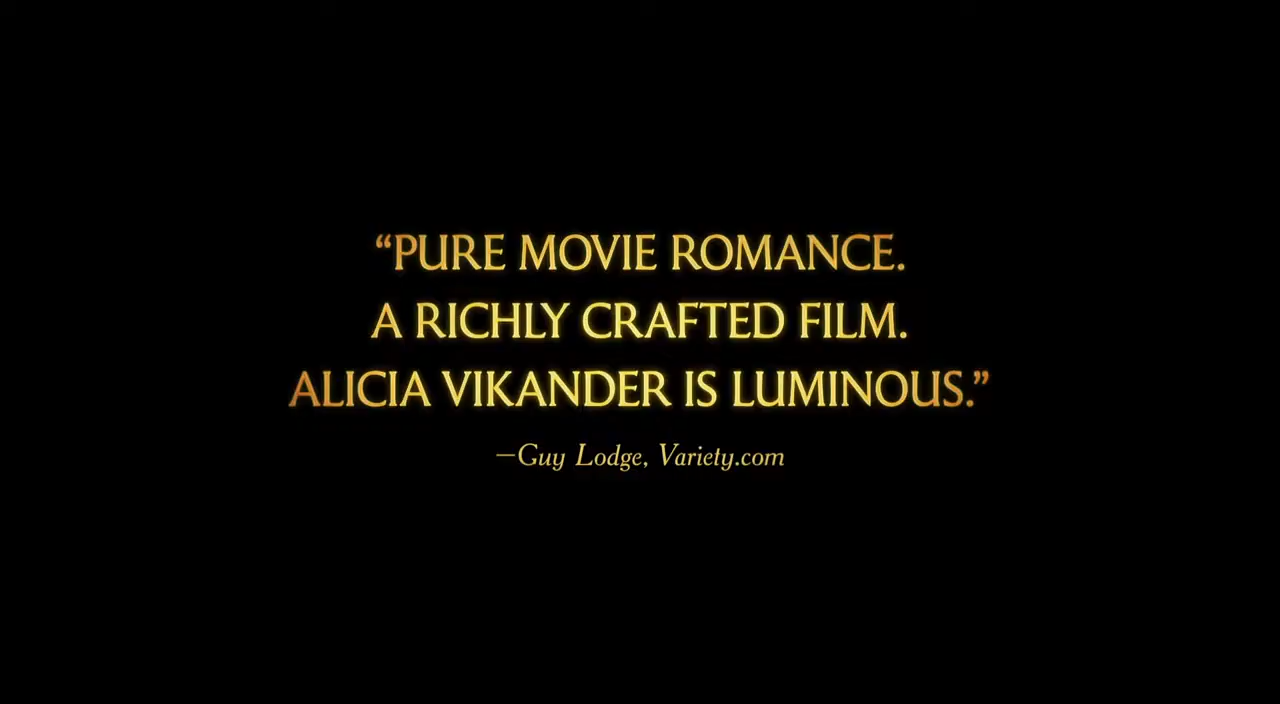 “PURE MOVIE ROMANCE.
A RICHLY CRAFTED FILM.
ALICIA VIKANDER IS LUMINOUS.”
—Guy Lodge, Variety.com